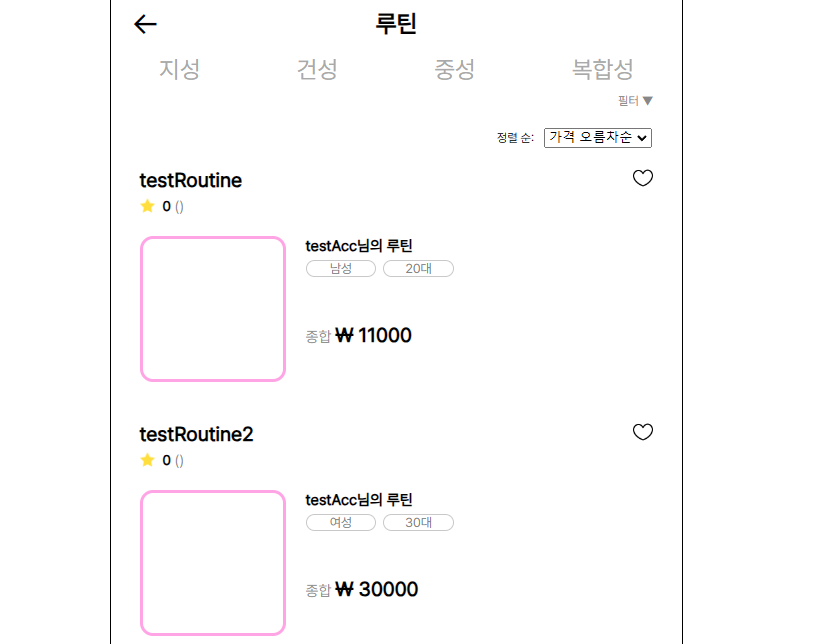 루틴
지성 건성 중성 복합성
필터 ▼
정렬 순: 가격 오름차순
testRoutine
0 ()
testAcc님의 루틴
남성 20대
종합 ₩ 11000
testRoutine2
0 ()
testAcc님의 루틴
여성 30대
종합 ₩ 30000